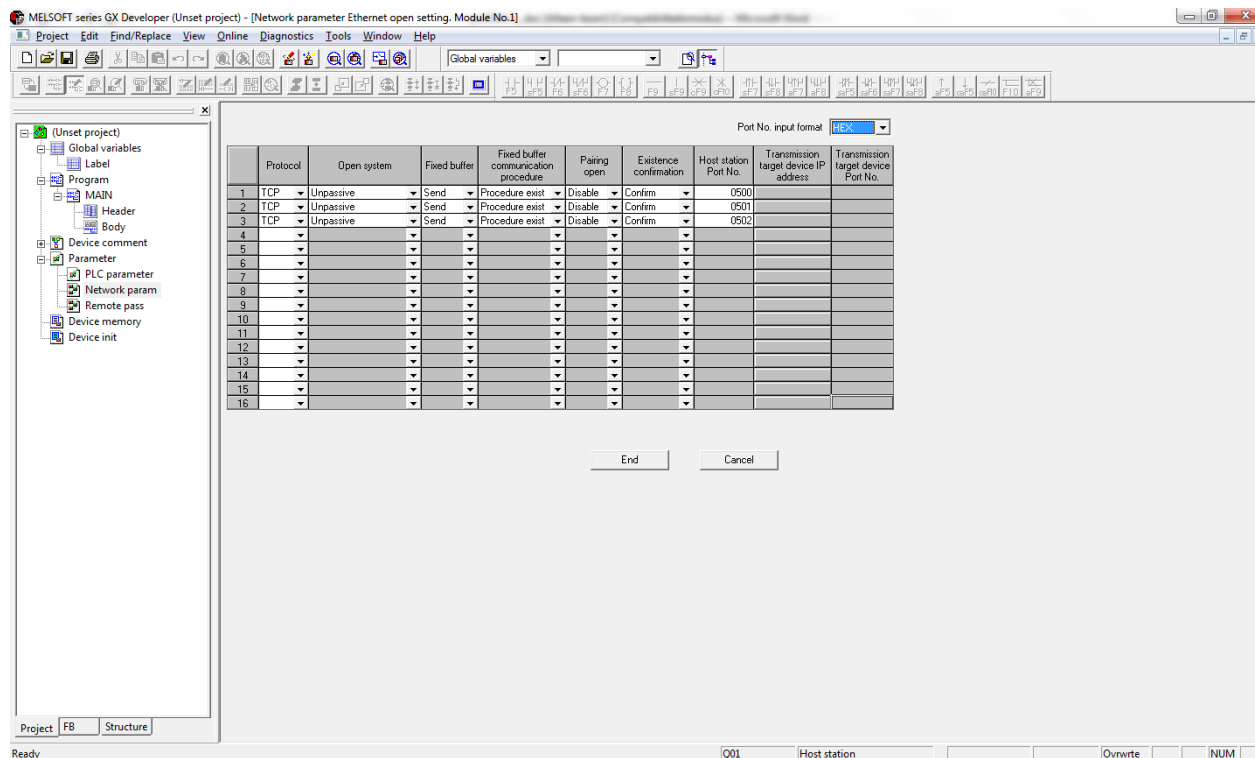 MELSOFT series GX Developer (Unset project) - [Network parameter Ethernet open setting. Module No.1]
Project Edit Find/Replace View Online Diagnostics Tools Window Help
Global variables
Port No. input format HEX
(Unset project)
Global variables
Label
Program
MAIN
Header
Body
Device comment
Parameter
PLC parameter
Network param
Remote pass
Device memory
Device init
Protocol Open system Fixed buffer Fixed buffer communication procedure Pairing open Existence confirmation Host station Port No. Transmission target device IP address Transmission target device Port No.
1 TCP Unpassive Send Procedure exist Disable Confirm 0500
2 TCP Unpassive Send Procedure exist Disable Confirm 0501
3 TCP Unpassive Send Procedure exist Disable Confirm 0502
4
5
6
7
8
9
10
11
12
13
14
15
16
End Cancel
Project FB Structure
Ready Q01 Host station Ovrwrte NUM